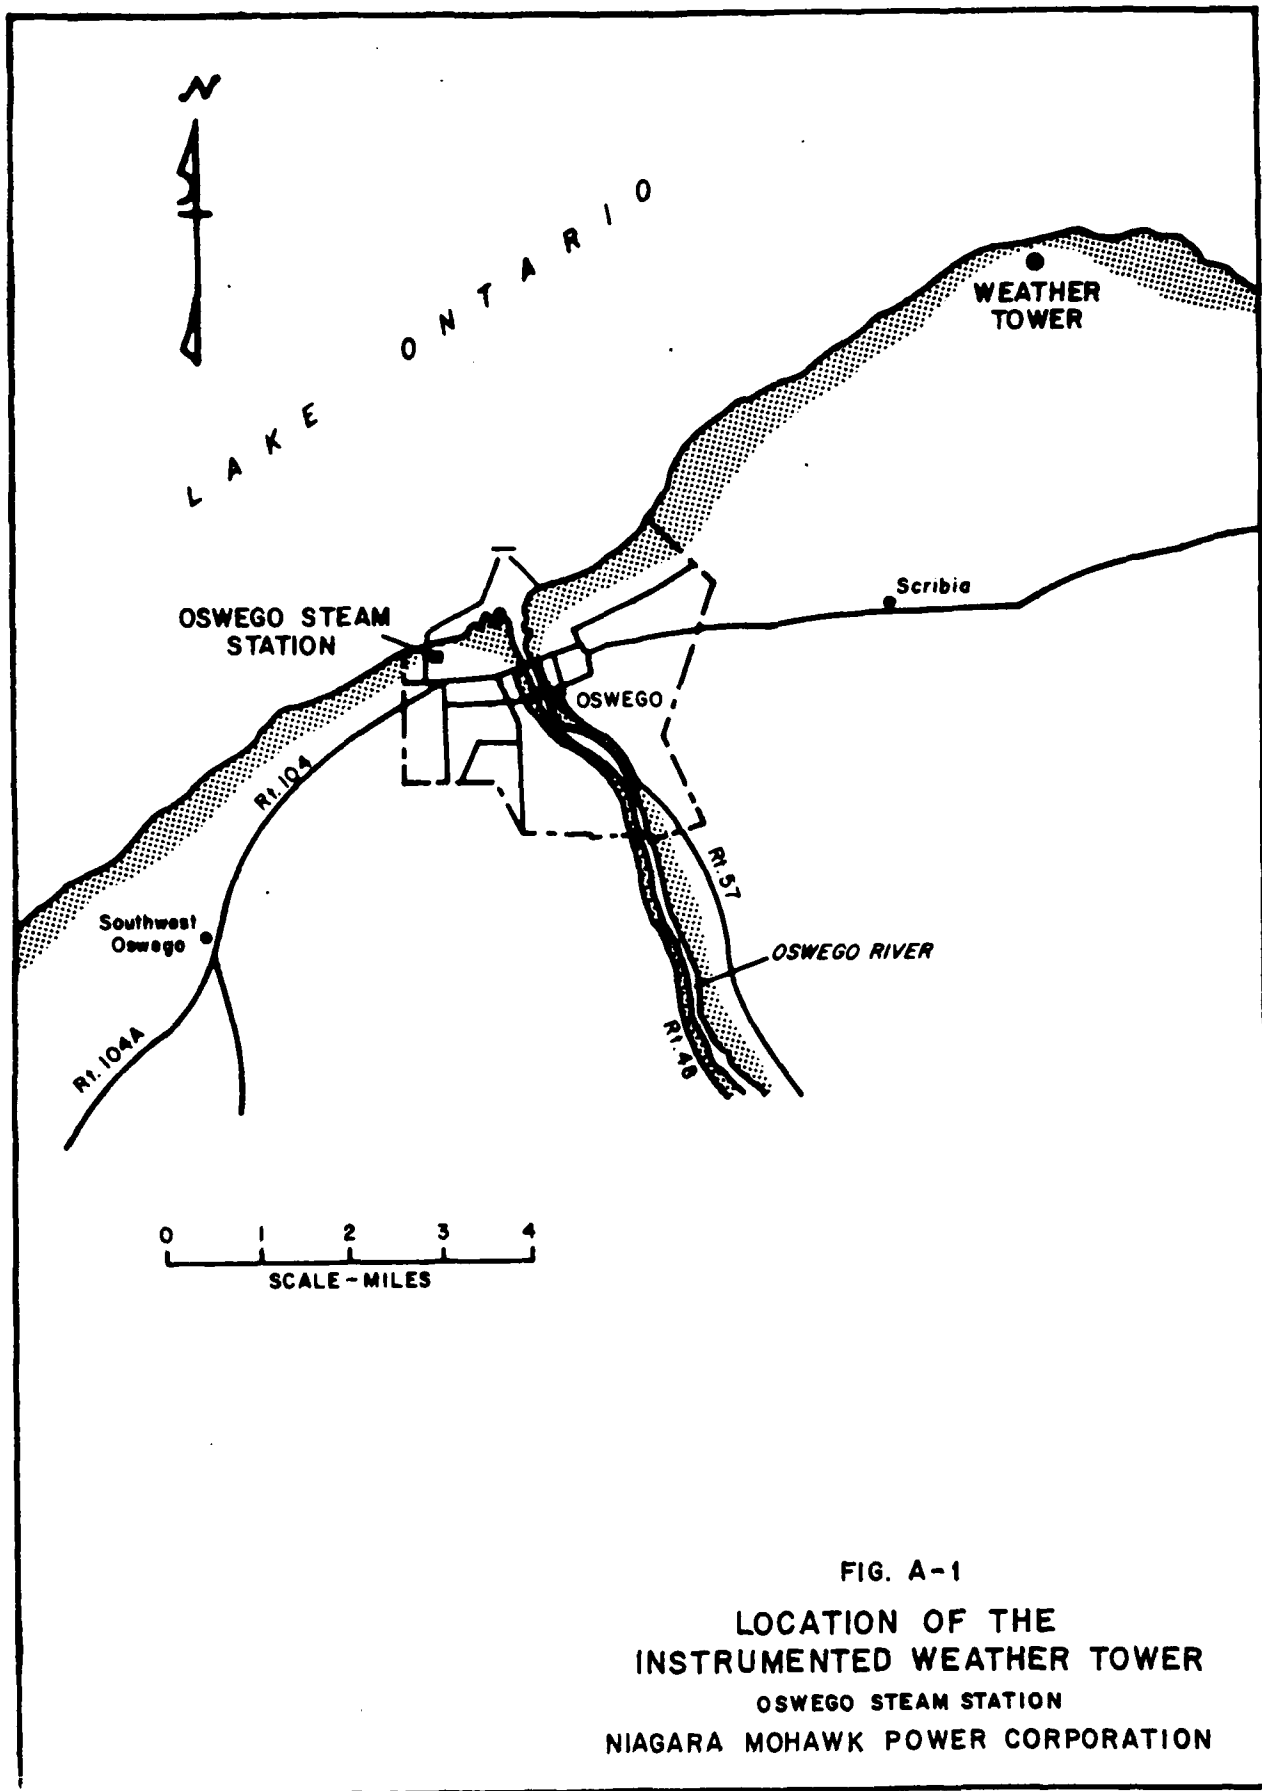 N
LAKE ONTARIO
WEATHER
TOWER
Scribia
OSWEGO STEAM
STATION
OSWEGO
Rt. 104
Rt. 57
Southwest
Oswego
OSWEGO RIVER
Rt. 104A
Rt. 48
0 1 2 3 4
SCALE-MILES
FIG. A-1
LOCATION OF THE
INSTRUMENTED WEATHER TOWER
OSWEGO STEAM STATION
NIAGARA MOHAWK POWER CORPORATION